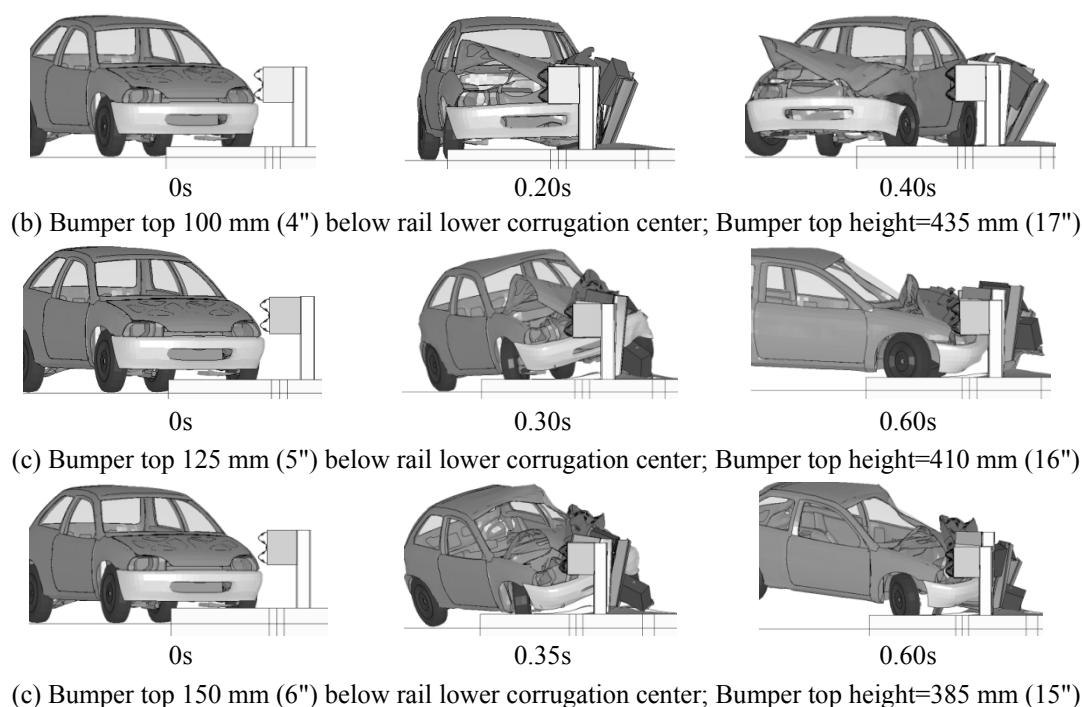 0s 0.20s 0.40s
(b) Bumper top 100 mm (4") below rail lower corrugation center; Bumper top height=435 mm (17")
0s 0.30s 0.60s
(c) Bumper top 125 mm (5") below rail lower corrugation center; Bumper top height=410 mm (16")
0s 0.35s 0.60s
(c) Bumper top 150 mm (6") below rail lower corrugation center; Bumper top height=385 mm (15")